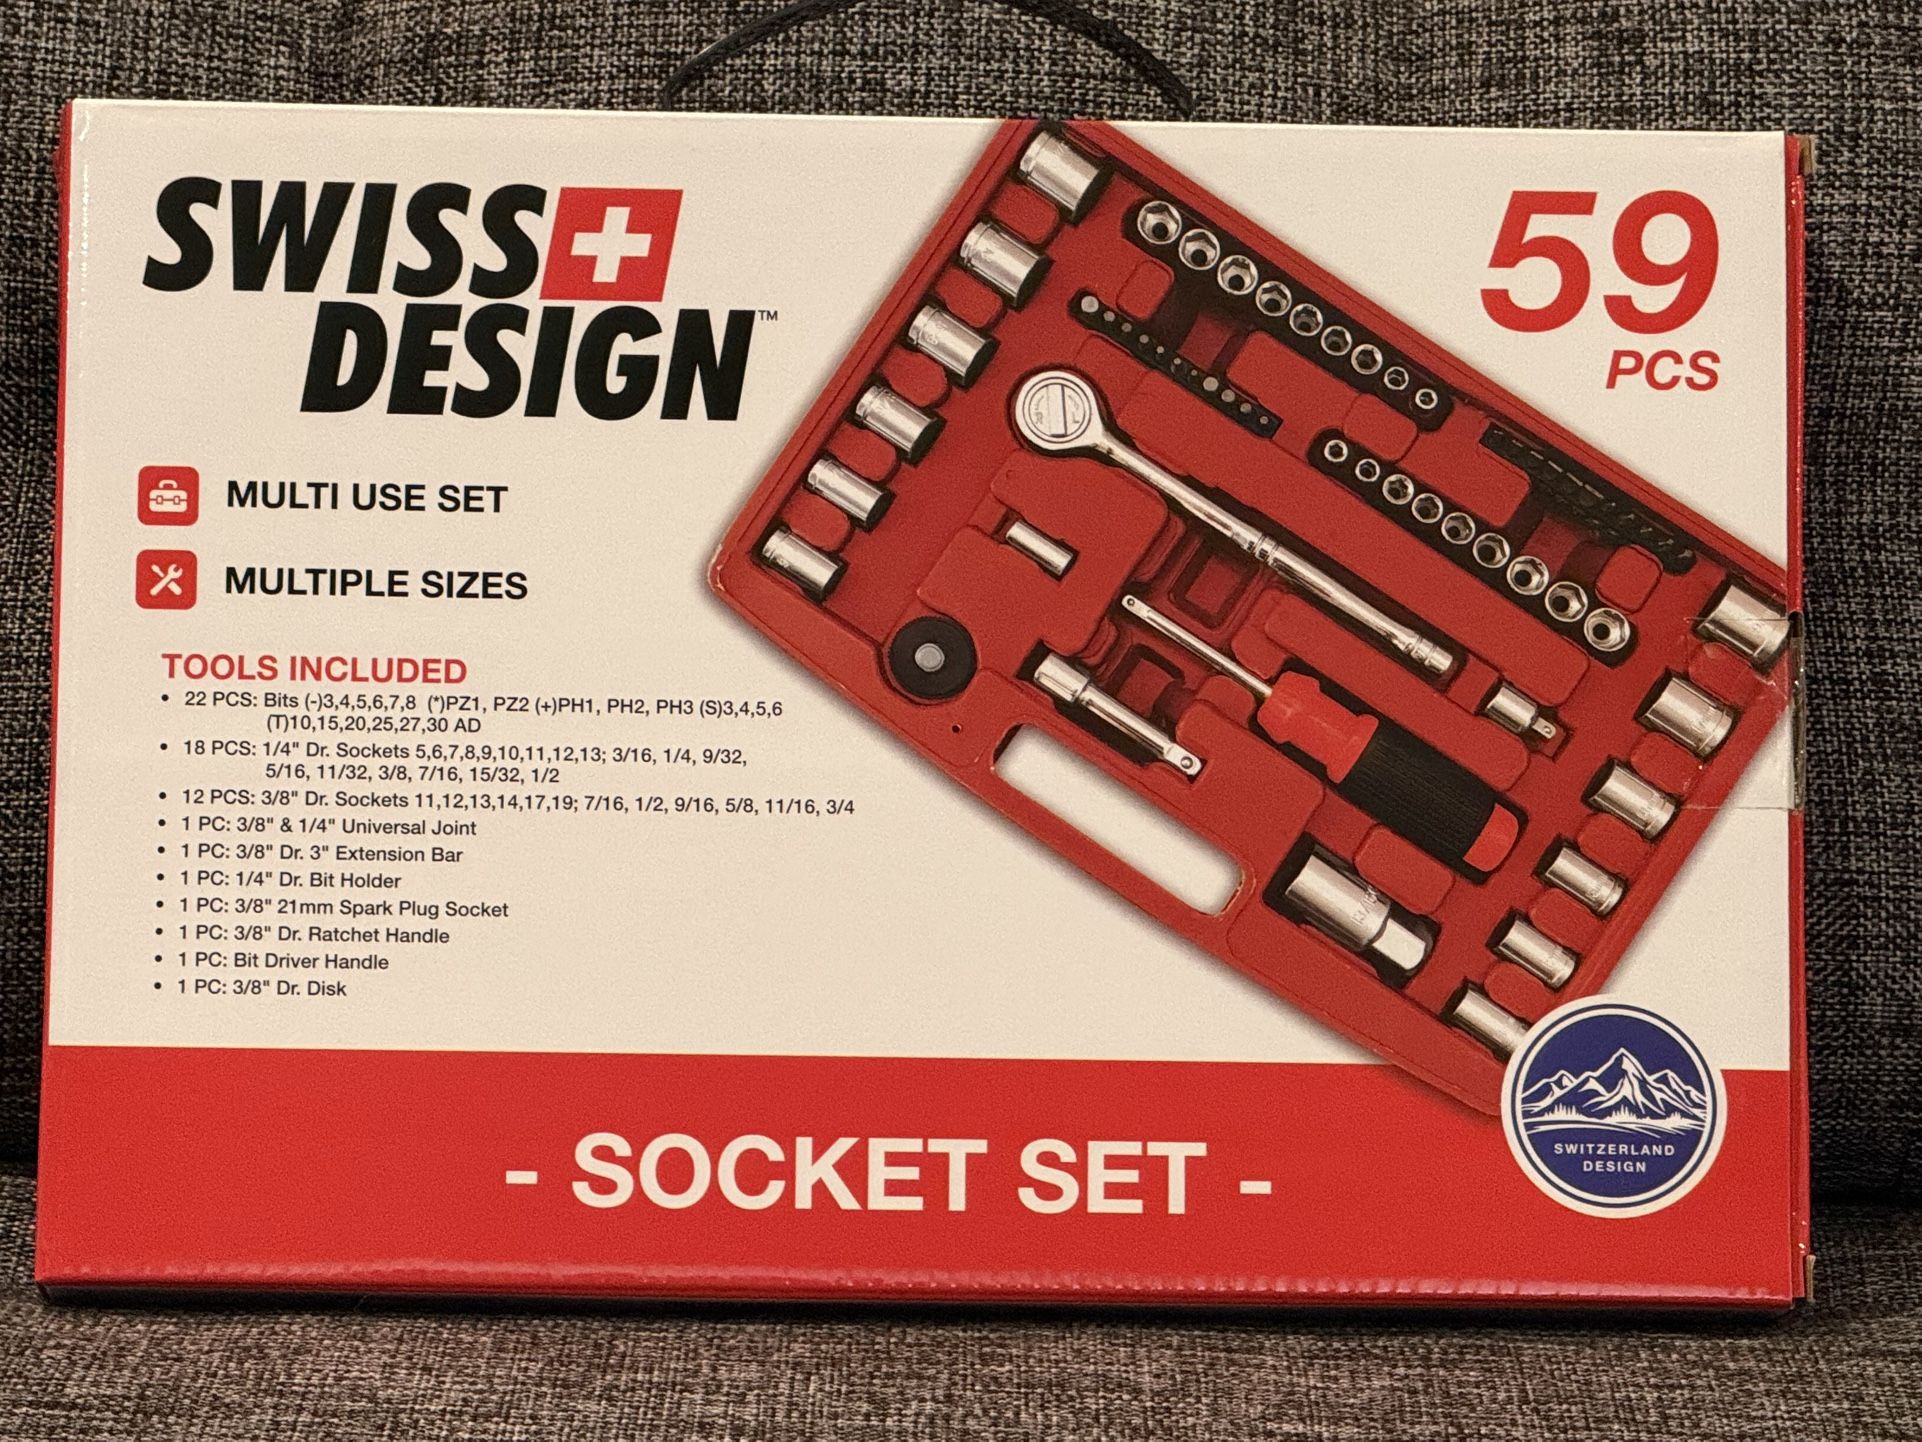 SWISS
DESIGN™
59
PCS
MULTI USE SET
MULTIPLE SIZES
TOOLS INCLUDED
• 22 PCS: Bits (-)3,4,5,6,7,8 (*)PZ1, PZ2 (+)PH1, PH2, PH3 (S)3,4,5,6
(T)10,15,20,25,27,30 AD
• 18 PCS: 1/4" Dr. Sockets 5,6,7,8,9,10,11,12,13; 3/16, 1/4, 9/32,
5/16, 11/32, 3/8, 7/16, 15/32, 1/2
• 12 PCS: 3/8" Dr. Sockets 11,12,13,14,17,19; 7/16, 1/2, 9/16, 5/8, 11/16, 3/4
• 1 PC: 3/8" & 1/4" Universal Joint
• 1 PC: 3/8" Dr. 3" Extension Bar
• 1 PC: 1/4" Dr. Bit Holder
• 1 PC: 3/8" 21mm Spark Plug Socket
• 1 PC: 3/8" Dr. Ratchet Handle
• 1 PC: Bit Driver Handle
• 1 PC: 3/8" Dr. Disk
SWITZERLAND
DESIGN
- SOCKET SET -